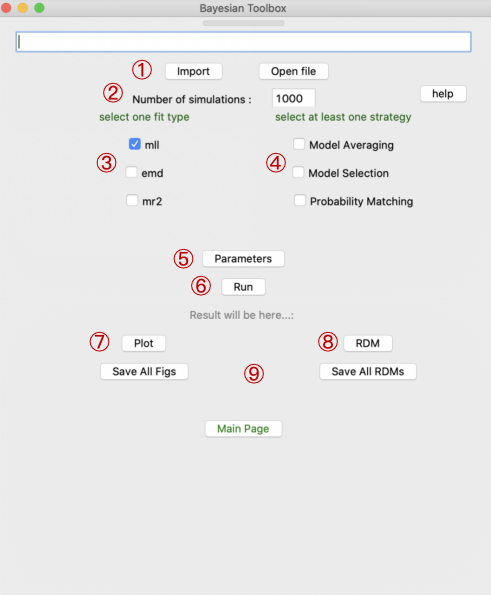 Bayesian Toolbox
① Import Open file
② Number of simulations : 1000 help
select one fit type select at least one strategy
③ mll ④ Model Averaging
emd Model Selection
mr2 Probability Matching
⑤ Parameters
⑥ Run
Result will be here...:
⑦ Plot ⑧ RDM
Save All Figs ⑨ Save All RDMs
Main Page